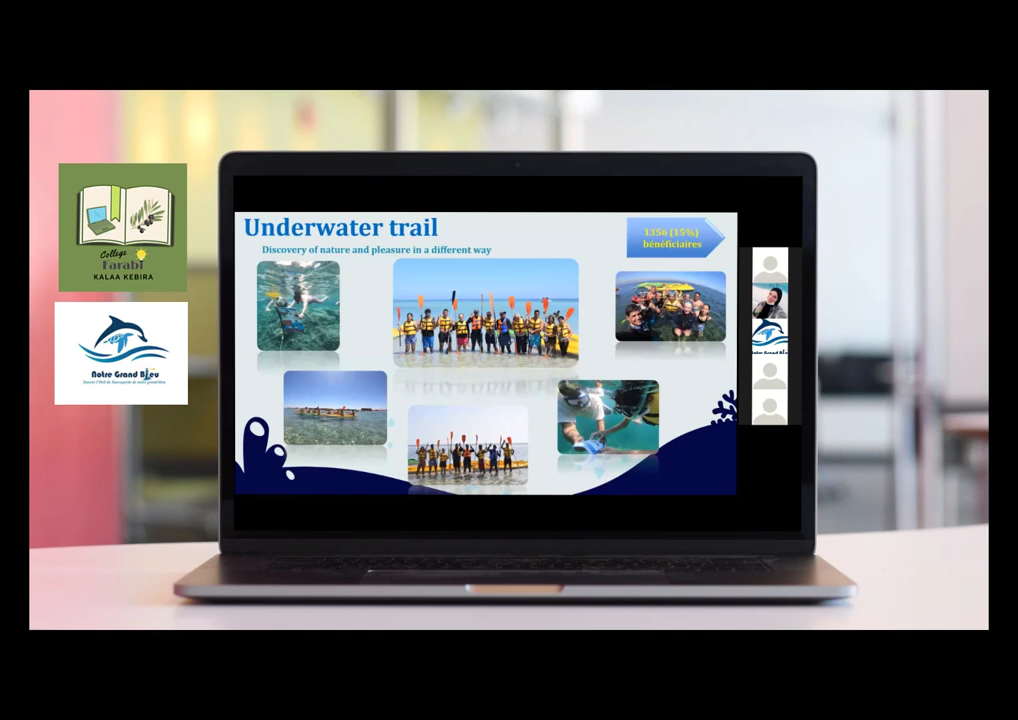 Underwater trail
Discovery of nature and pleasure in a different way
1356 (15%)
bénéficiaires
College
Farabi
KALAA KEBIRA
Notre Grand Bleu